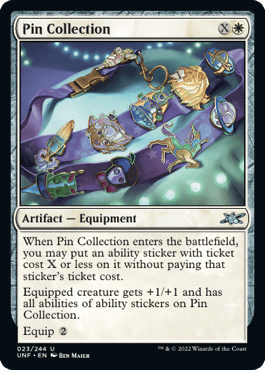 Pin Collection X
Artifact — Equipment
When Pin Collection enters the battlefield,
you may put an ability sticker with ticket
cost X or less on it without paying that
sticker's ticket cost.
Equipped creature gets +1/+1 and has
all abilities of ability stickers on Pin
Collection.
Equip 2
023/244 U
UNF • EN Ben Maier
™ & © 2022 Wizards of the Coast